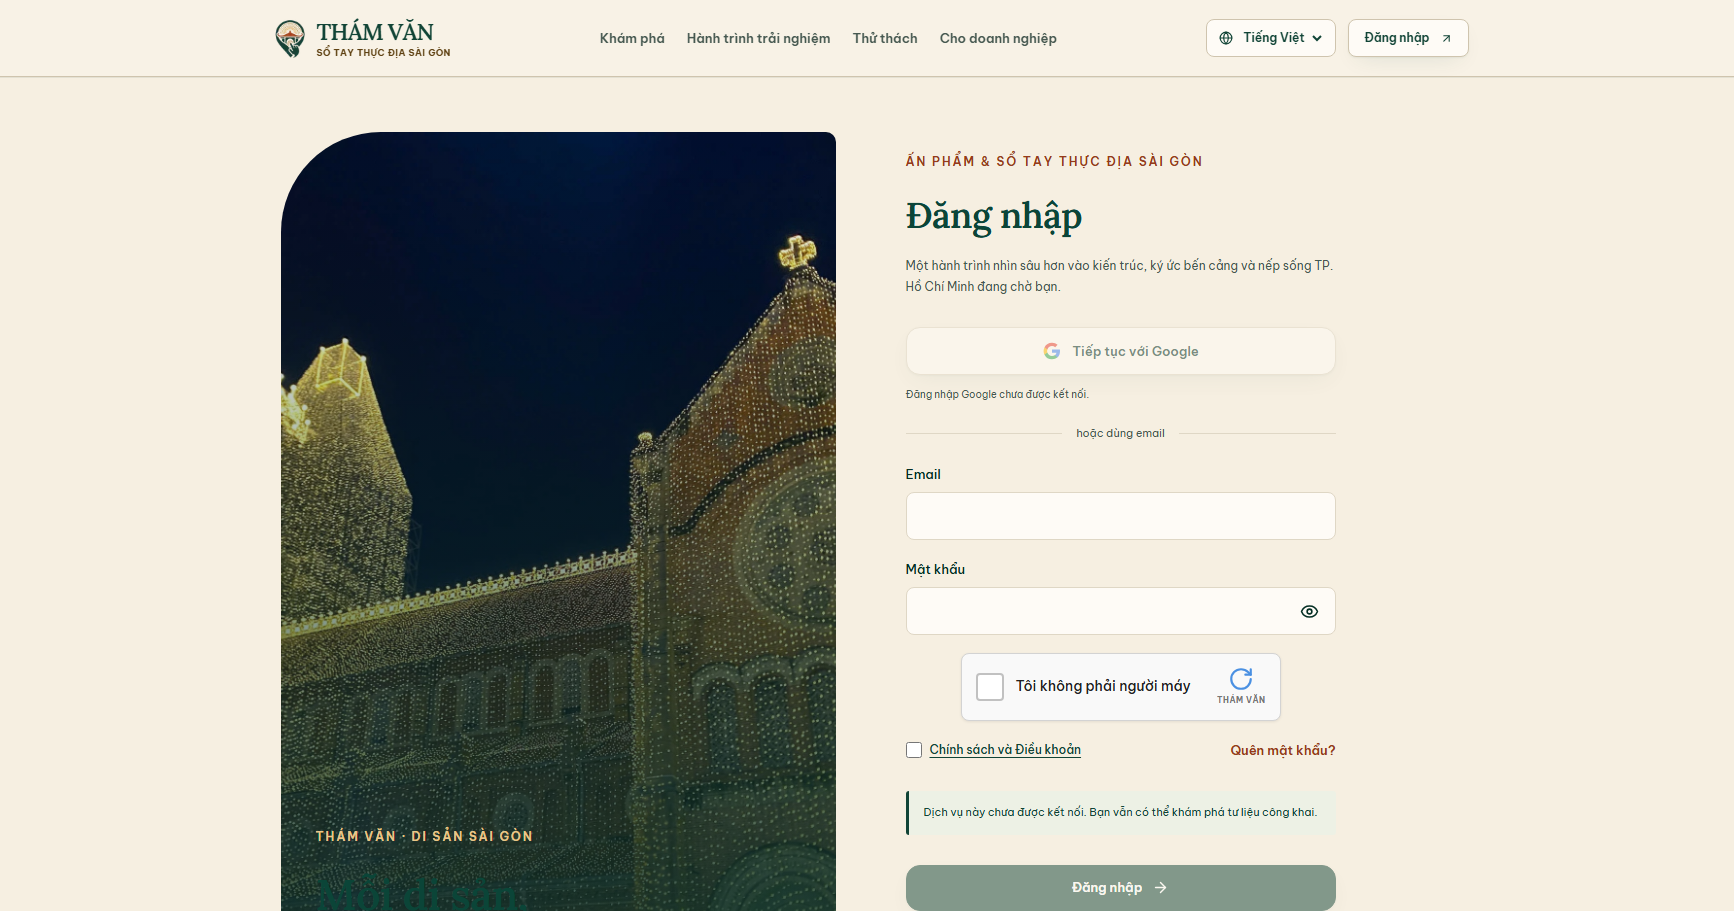 THÁM VĂN
SỔ TAY THỰC ĐỊA SÀI GÒN
Khám phá
Hành trình trải nghiệm
Thử thách
Cho doanh nghiệp
Tiếng Việt
Đăng nhập
THÁM VĂN · DI SẢN SÀI GÒN
Mỗi di sản,
ẤN PHẨM & SỔ TAY THỰC ĐỊA SÀI GÒN
Đăng nhập
Một hành trình nhìn sâu hơn vào kiến trúc, ký ức bến cảng và nếp sống TP.
Hồ Chí Minh đang chờ bạn.
Tiếp tục với Google
Đăng nhập Google chưa được kết nối.
hoặc dùng email
Email
Mật khẩu
Tôi không phải người máy
THÁM VĂN
Chính sách và Điều khoản
Quên mật khẩu?
Dịch vụ này chưa được kết nối. Bạn vẫn có thể khám phá tư liệu công khai.
Đăng nhập